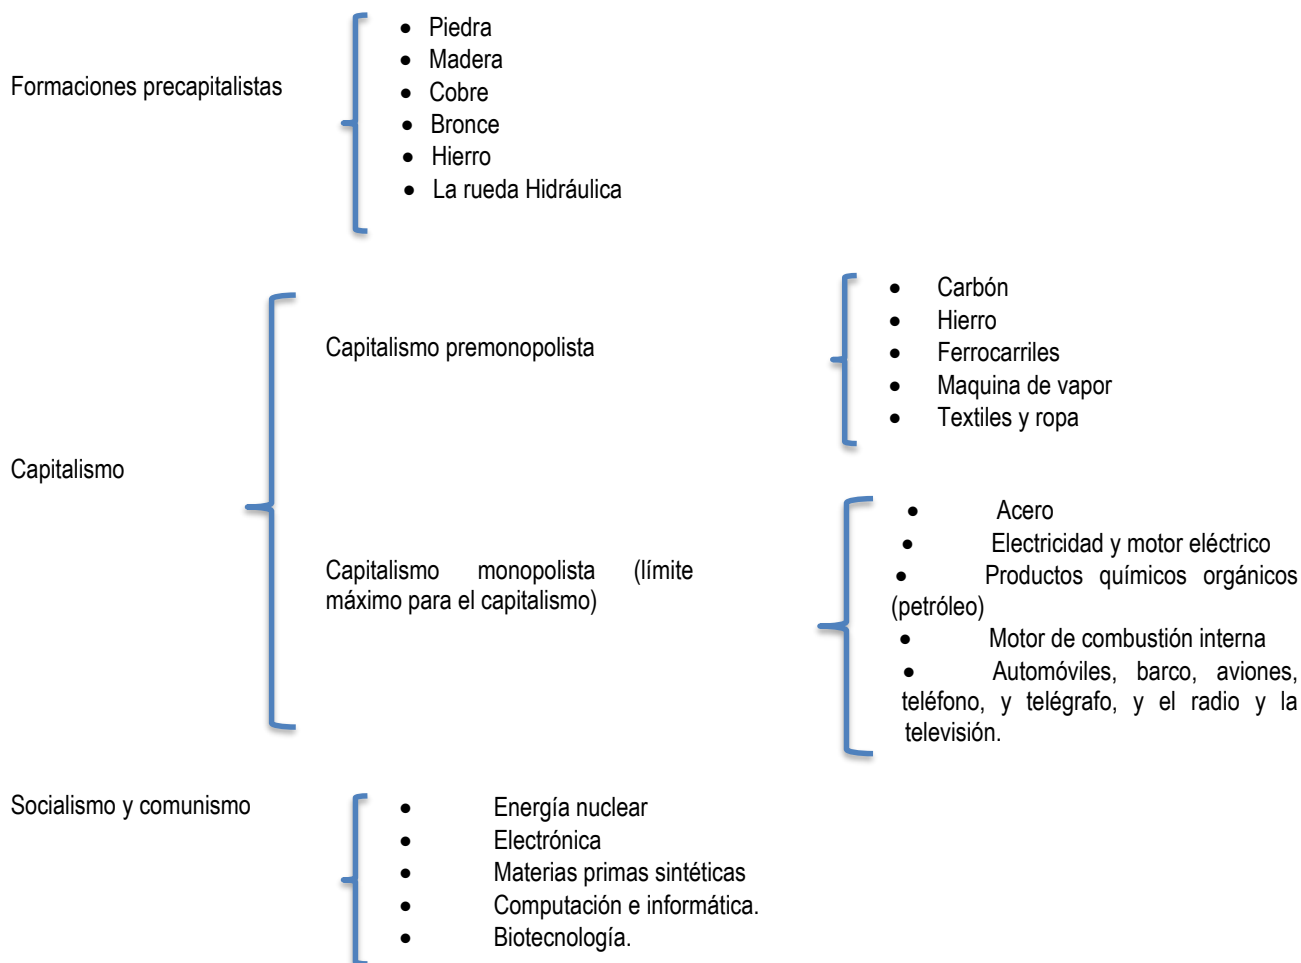 Formaciones precapitalistas
• Piedra
• Madera
• Cobre
• Bronce
• Hierro
• La rueda Hidráulica
Capitalismo
Capitalismo premonopolista
• Carbón
• Hierro
• Ferrocarriles
• Maquina de vapor
• Textiles y ropa
Capitalismo monopolista (límite
máximo para el capitalismo)
• Acero
• Electricidad y motor eléctrico
• Productos químicos orgánicos
(petróleo)
• Motor de combustión interna
• Automóviles, barco, aviones,
teléfono, y telégrafo, y el radio y la
televisión.
Socialismo y comunismo
• Energía nuclear
• Electrónica
• Materias primas sintéticas
• Computación e informática.
• Biotecnología.